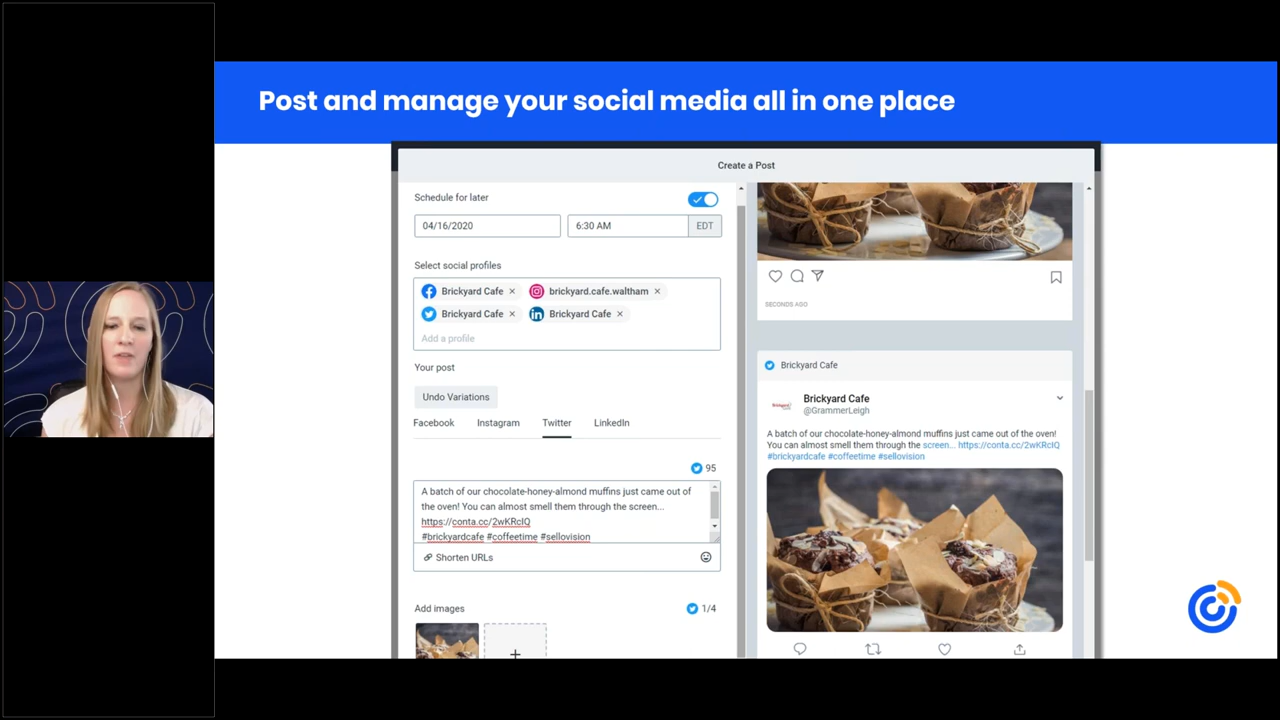 Post and manage your social media all in one place
Create a Post
Schedule for later
04/16/2020
6:30 AM
EDT
Select social profiles
Brickyard Cafe ×
brickyard.cafe.waltham ×
Brickyard Cafe ×
Brickyard Cafe ×
Add a profile
Your post
Undo Variations
Facebook
Instagram
Twitter
LinkedIn
95
A batch of our chocolate-honey-almond muffins just came out of
the oven! You can almost smell them through the screen...
https://conta.cc/2wKRcIQ
#brickyardcafe #coffeetime #sellovision
Shorten URLs
Add images
1/4
SECONDS AGO
Brickyard Cafe
Brickyard Cafe
@GrammerLeigh
A batch of our chocolate-honey-almond muffins just came out of the oven!
You can almost smell them through the screen... https://conta.cc/2wKRcIQ
#brickyardcafe #coffeetime #sellovision